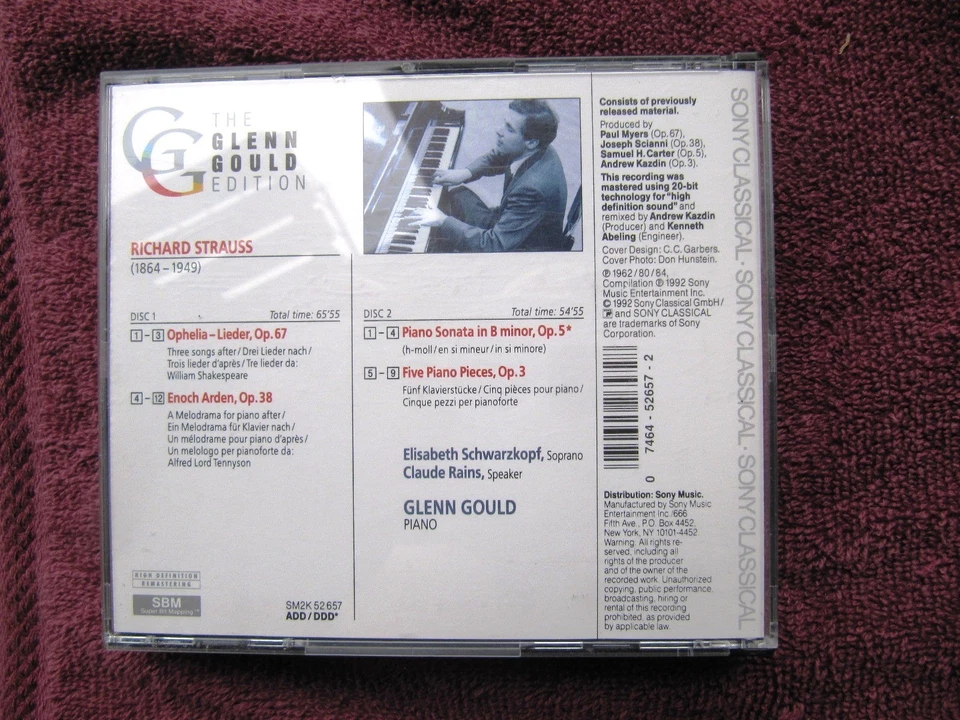 THE
GLENN
GOULD
EDITION
RICHARD STRAUSS
(1864–1949)
DISC 1 Total time: 65'55
1–3 Ophelia–Lieder, Op.67
Three songs after/Drei Lieder nach/
Trois lieder d'après/Tre lieder da:
William Shakespeare
4–12 Enoch Arden, Op.38
A Melodrama for piano after/
Ein Melodrama für Klavier nach/
Un mélodrame pour piano d'après/
Un melologo per pianoforte da:
Alfred Lord Tennyson
HIGH DEFINITION
REMASTERING
SBM
Super Bit Mapping™
SM2K 52657
ADD/DDD*
DISC 2 Total time: 54'55
1–4 Piano Sonata in B minor, Op.5*
(h-moll/en si mineur/in si minore)
5–9 Five Piano Pieces, Op.3
Fünf Klavierstücke/Cinq pièces pour piano/
Cinque pezzi per pianoforte
Elisabeth Schwarzkopf, Soprano
Claude Rains, Speaker
GLENN GOULD
PIANO
Consists of previously
released material.
Produced by
Paul Myers (Op.67),
Joseph Scianni (Op.38),
Samuel H. Carter (Op.5),
Andrew Kazdin (Op.3).
This recording was
mastered using 20-bit
technology for "high
definition sound" and
remixed by Andrew Kazdin
(Producer) and Kenneth
Abeling (Engineer).
Cover Design: C.C. Garbers.
Cover Photo: Don Hunstein.
℗ 1962/80/84,
Compilation ℗ 1992 Sony
Music Entertainment Inc.
© 1992 Sony Classical GmbH/
and SONY CLASSICAL
are trademarks of Sony
Corporation.
0 7464-52657-2
Distribution: Sony Music.
Manufactured by Sony Music
Entertainment Inc./666
Fifth Ave., P.O. Box 4452,
New York, NY 10101-4452
Warning: All rights re-
served, including all
rights of the producer
and of the owner of the
recorded work. Unauthorized
copying, public performance,
broadcasting, hiring or
rental of this recording
prohibited, as provided
by applicable law.
SONY CLASSICAL · SONY CLASSICAL · SONY CLASSICAL